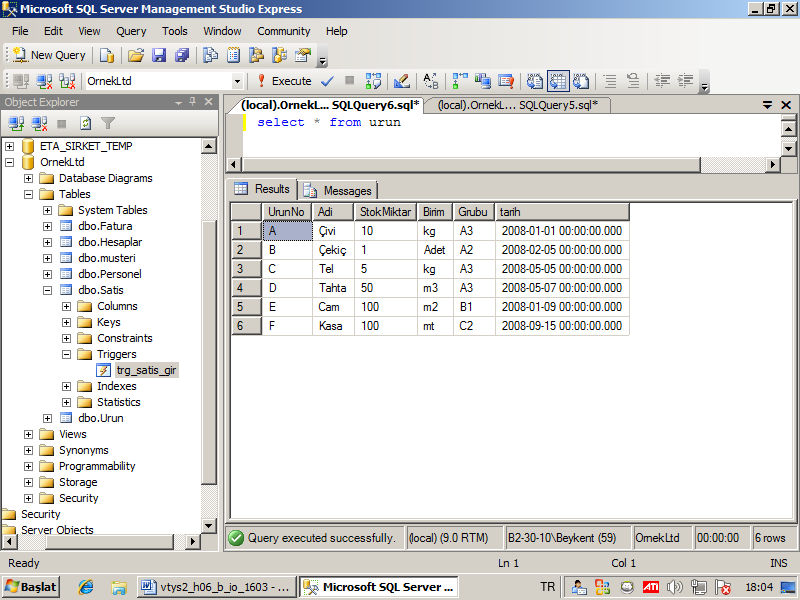 Microsoft SQL Server Management Studio Express
File Edit View Query Tools Window Community Help
New Query
OrnekLtd Execute
Object Explorer
ETA_SIRKET_TEMP
OrnekLtd
Database Diagrams
Tables
System Tables
dbo.Fatura
dbo.Hesaplar
dbo.musteri
dbo.Personel
dbo.Satis
Columns
Keys
Constraints
Triggers
trg_satis_gir
Indexes
Statistics
dbo.Urun
Views
Synonyms
Programmability
Storage
Security
Security
Server Objects
(local).OrnekL... SQLQuery6.sql* (local).OrnekL... SQLQuery5.sql*
select * from urun
Results Messages
UrunNo Adi StokMiktar Birim Grubu tarih
1 A Çivi 10 kg A3 2008-01-01 00:00:00.000
2 B Çekiç 1 Adet A2 2008-02-05 00:00:00.000
3 C Tel 5 kg A3 2008-05-05 00:00:00.000
4 D Tahta 50 m3 A3 2008-05-07 00:00:00.000
5 E Cam 100 m2 B1 2008-01-09 00:00:00.000
6 F Kasa 100 mt C2 2008-09-15 00:00:00.000
Query executed successfully. (local) (9.0 RTM) B2-30-10\Beykent (59) OrnekLtd 00:00:00 6 rows
Ready Ln 1 Col 1 INS
Başlat vtys2_h06_b_io_1603 - ... Microsoft SQL Server ... TR ATI 18:04